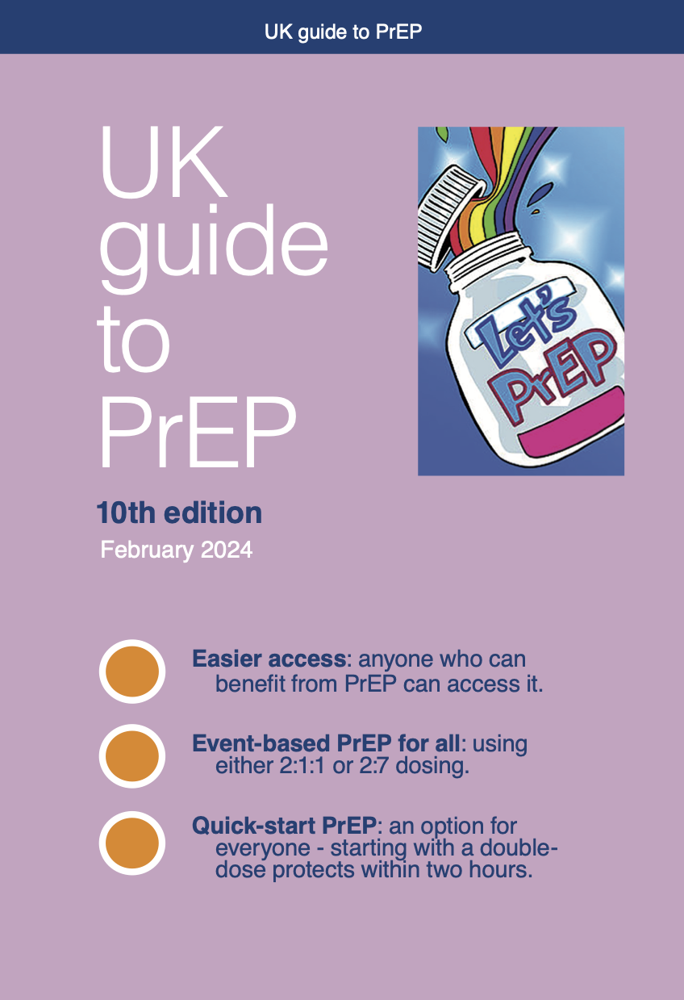 UK guide to PrEP
UK
guide
to
PrEP
Let's
PrEP
10th edition
February 2024
Easier access: anyone who can
benefit from PrEP can access it.
Event-based PrEP for all: using
either 2:1:1 or 2:7 dosing.
Quick-start PrEP: an option for
everyone - starting with a double-
dose protects within two hours.